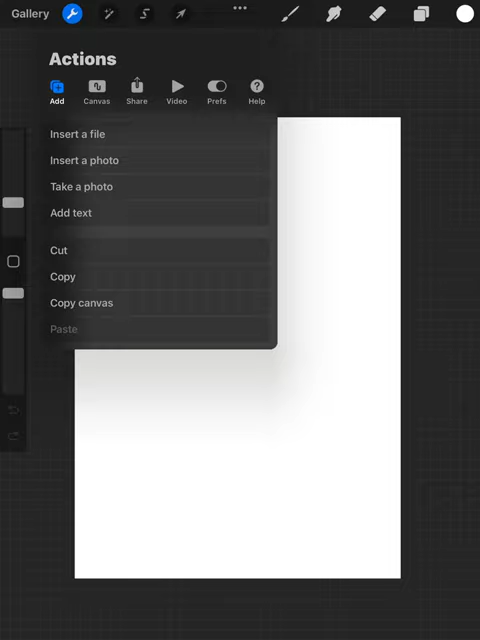 Gallery
Actions
Add Canvas Share Video Prefs Help
Insert a file
Insert a photo
Take a photo
Add text
Cut
Copy
Copy canvas
Paste